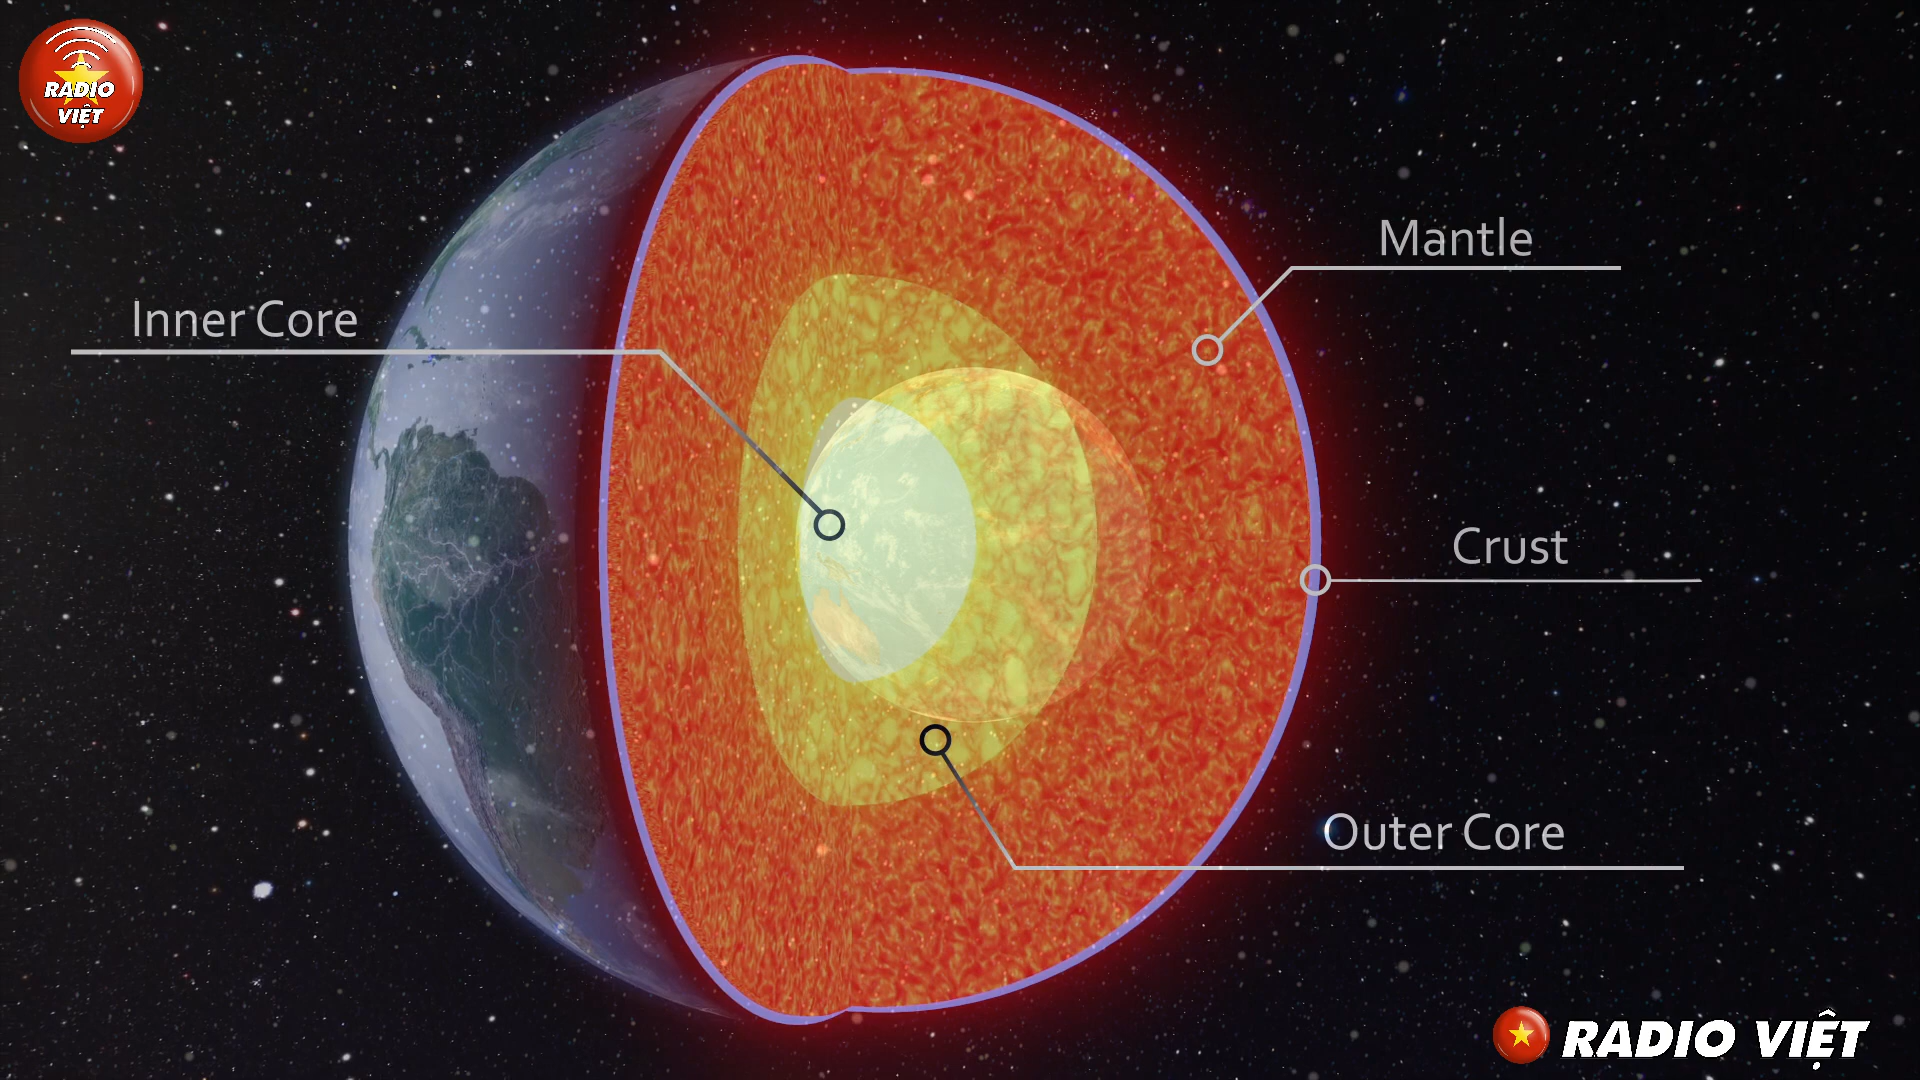 RADIO
VIỆT
Mantle
Inner Core
Crust
Outer Core
RADIO VIỆT